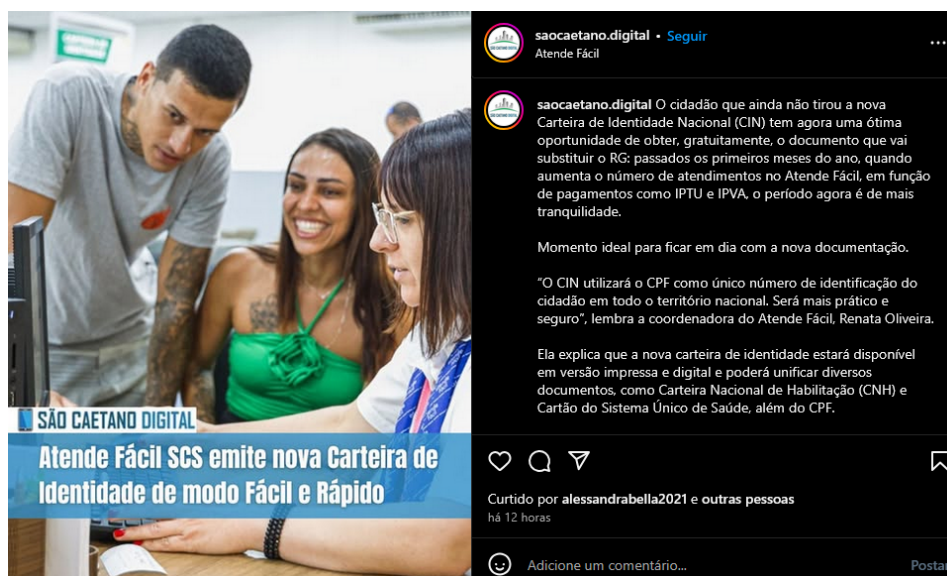 SÃO CAETANO DIGITAL
Atende Fácil SCS emite nova Carteira de
Identidade de modo Fácil e Rápido
saocaetano.digital • Seguir
Atende Fácil
saocaetano.digital O cidadão que ainda não tirou a nova
Carteira de Identidade Nacional (CIN) tem agora uma ótima
oportunidade de obter, gratuitamente, o documento que vai
substituir o RG: passados os primeiros meses do ano, quando
aumenta o número de atendimentos no Atende Fácil, em função
de pagamentos como IPTU e IPVA, o período agora é de mais
tranquilidade.
Momento ideal para ficar em dia com a nova documentação.
"O CIN utilizará o CPF como único número de identificação do
cidadão em todo o território nacional. Será mais prático e
seguro", lembra a coordenadora do Atende Fácil, Renata Oliveira.
Ela explica que a nova carteira de identidade estará disponível
em versão impressa e digital e poderá unificar diversos
documentos, como Carteira Nacional de Habilitação (CNH) e
Cartão do Sistema Único de Saúde, além do CPF.
Curtido por alessandrabella2021 e outras pessoas
há 12 horas
Adicione um comentário...
Postar